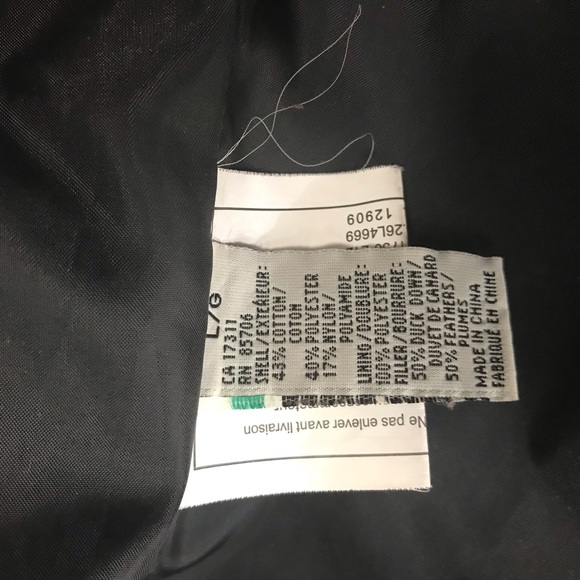 L/G
CA 17311
RN 85706
SHELL/EXTÉRIEUR:
43% COTTON/
COTON
40% POLYESTER
17% NYLON/
POLYAMIDE
LINING/DOUBLURE:
100% POLYESTER
FILLER/BOURRURE:
50% DUCK DOWN/
DUVET DE CANARD
50% FEATHERS/
PLUMES
MADE IN CHINA
FABRIQUÉ EN CHINE
Ne pas enlever avant livraison
26L4669
12909